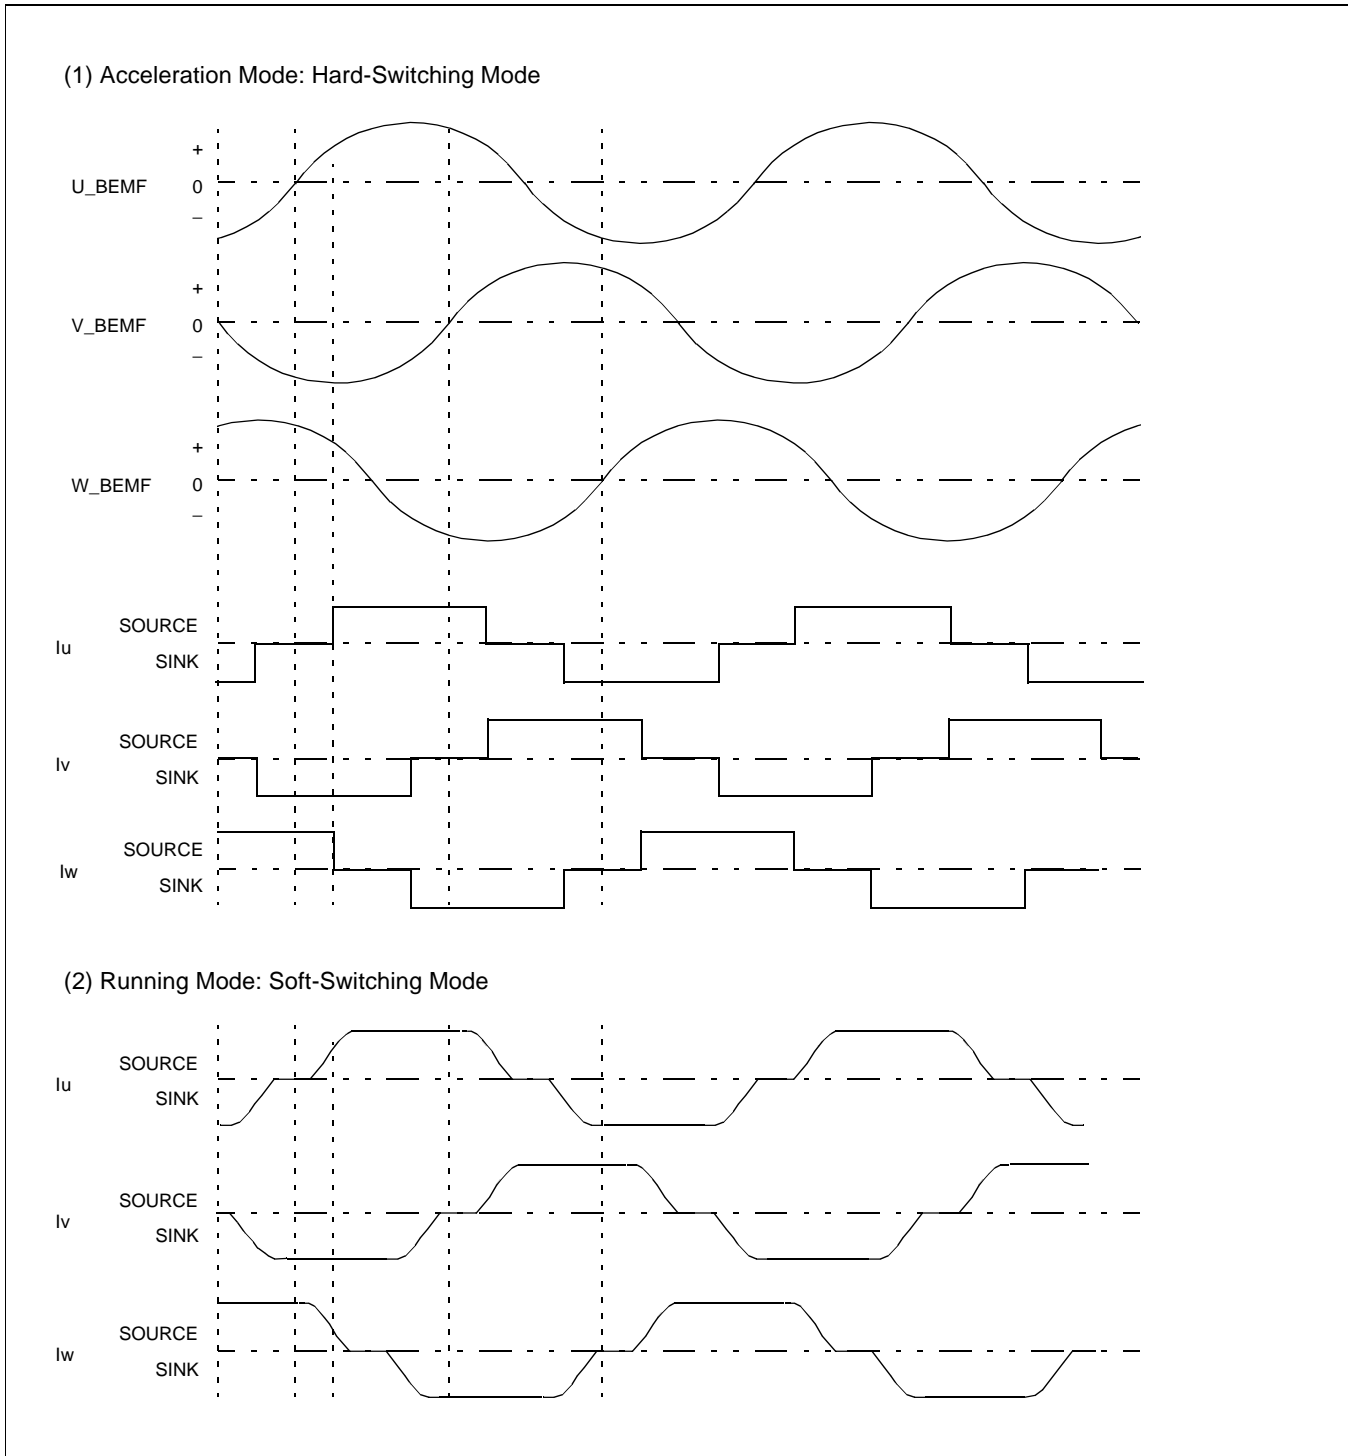 (1) Acceleration Mode: Hard-Switching Mode
+
U_BEMF 0
–
+
V_BEMF 0
–
+
W_BEMF 0
–
SOURCE
Iu
SINK
SOURCE
Iv
SINK
SOURCE
Iw
SINK
(2) Running Mode: Soft-Switching Mode
SOURCE
Iu
SINK
SOURCE
Iv
SINK
SOURCE
Iw
SINK